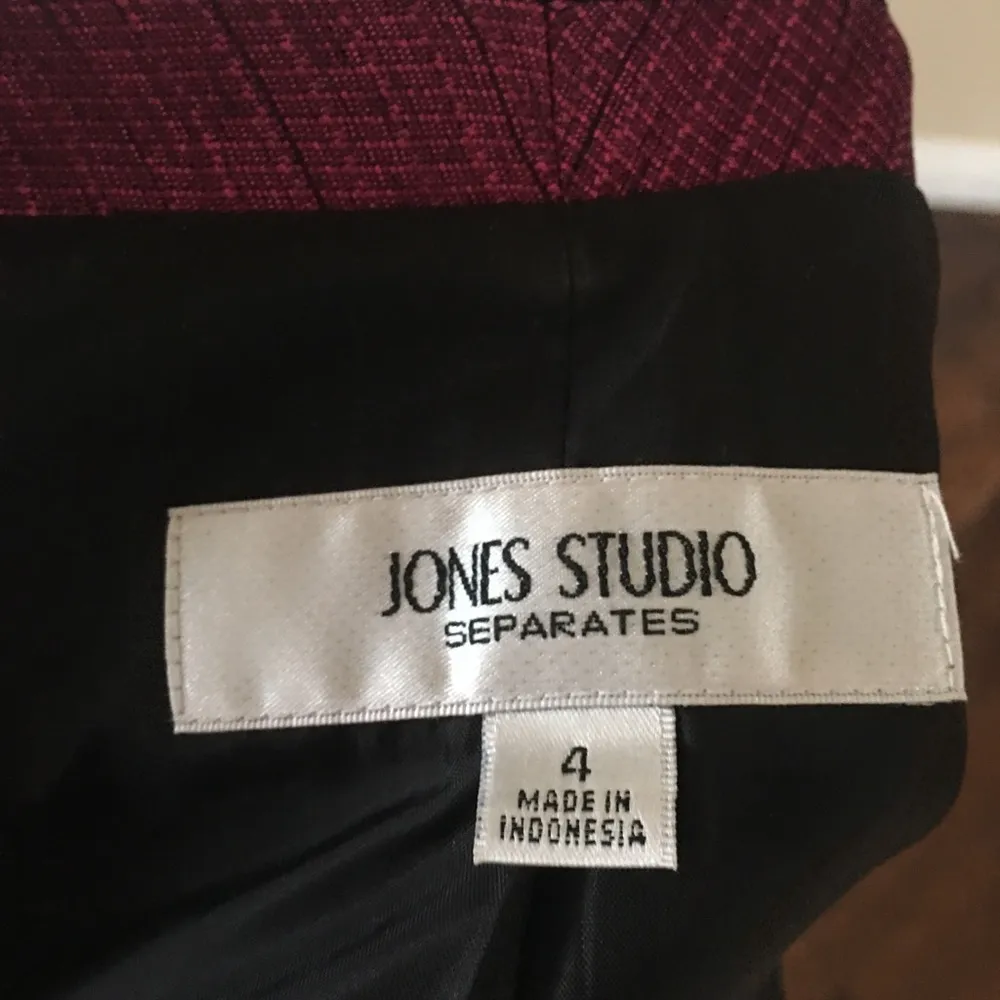 JONES STUDIO
SEPARATES
4
MADE IN
INDONESIA